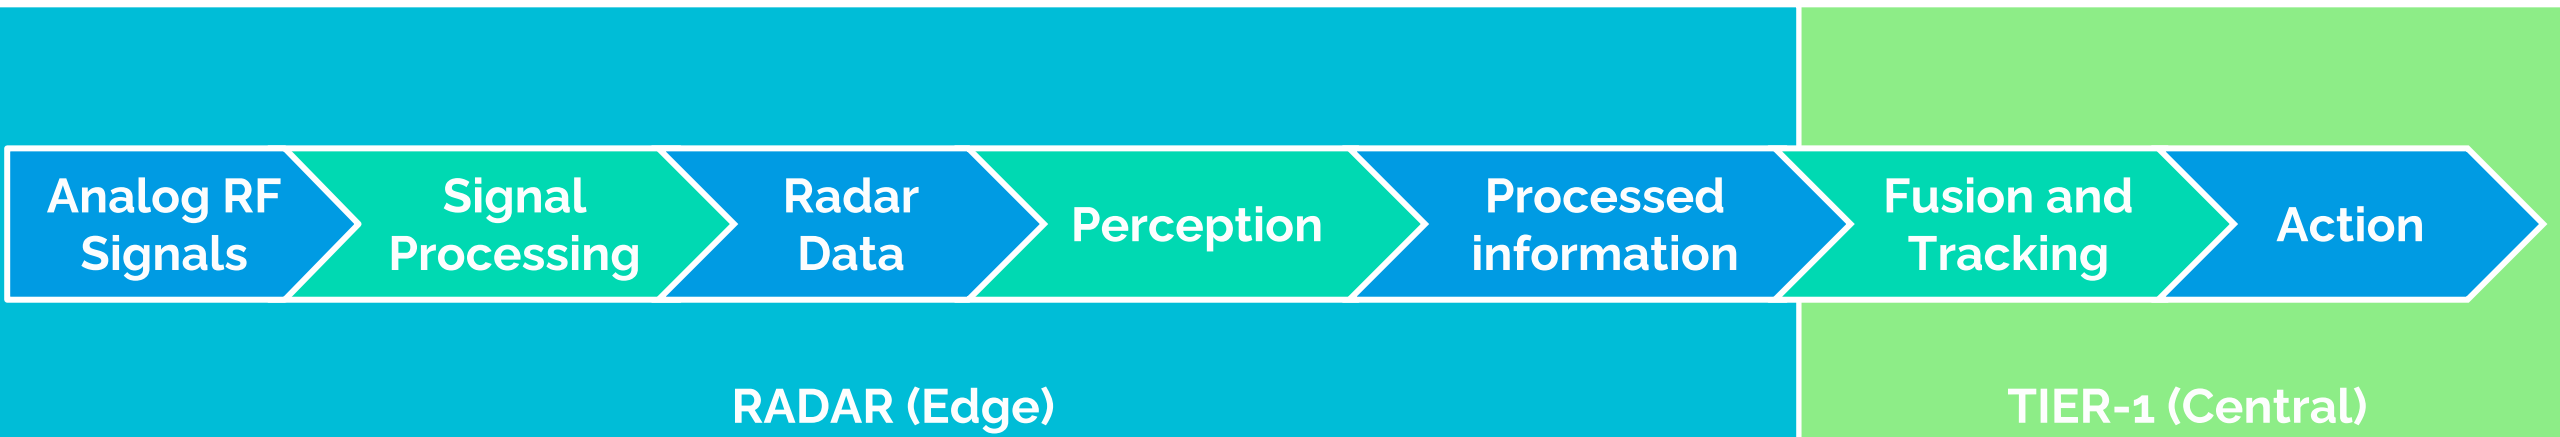 Analog RF
Signals
Signal
Processing
Radar
Data
Perception
Processed
information
Fusion and
Tracking
Action
RADAR (Edge)
TIER-1 (Central)